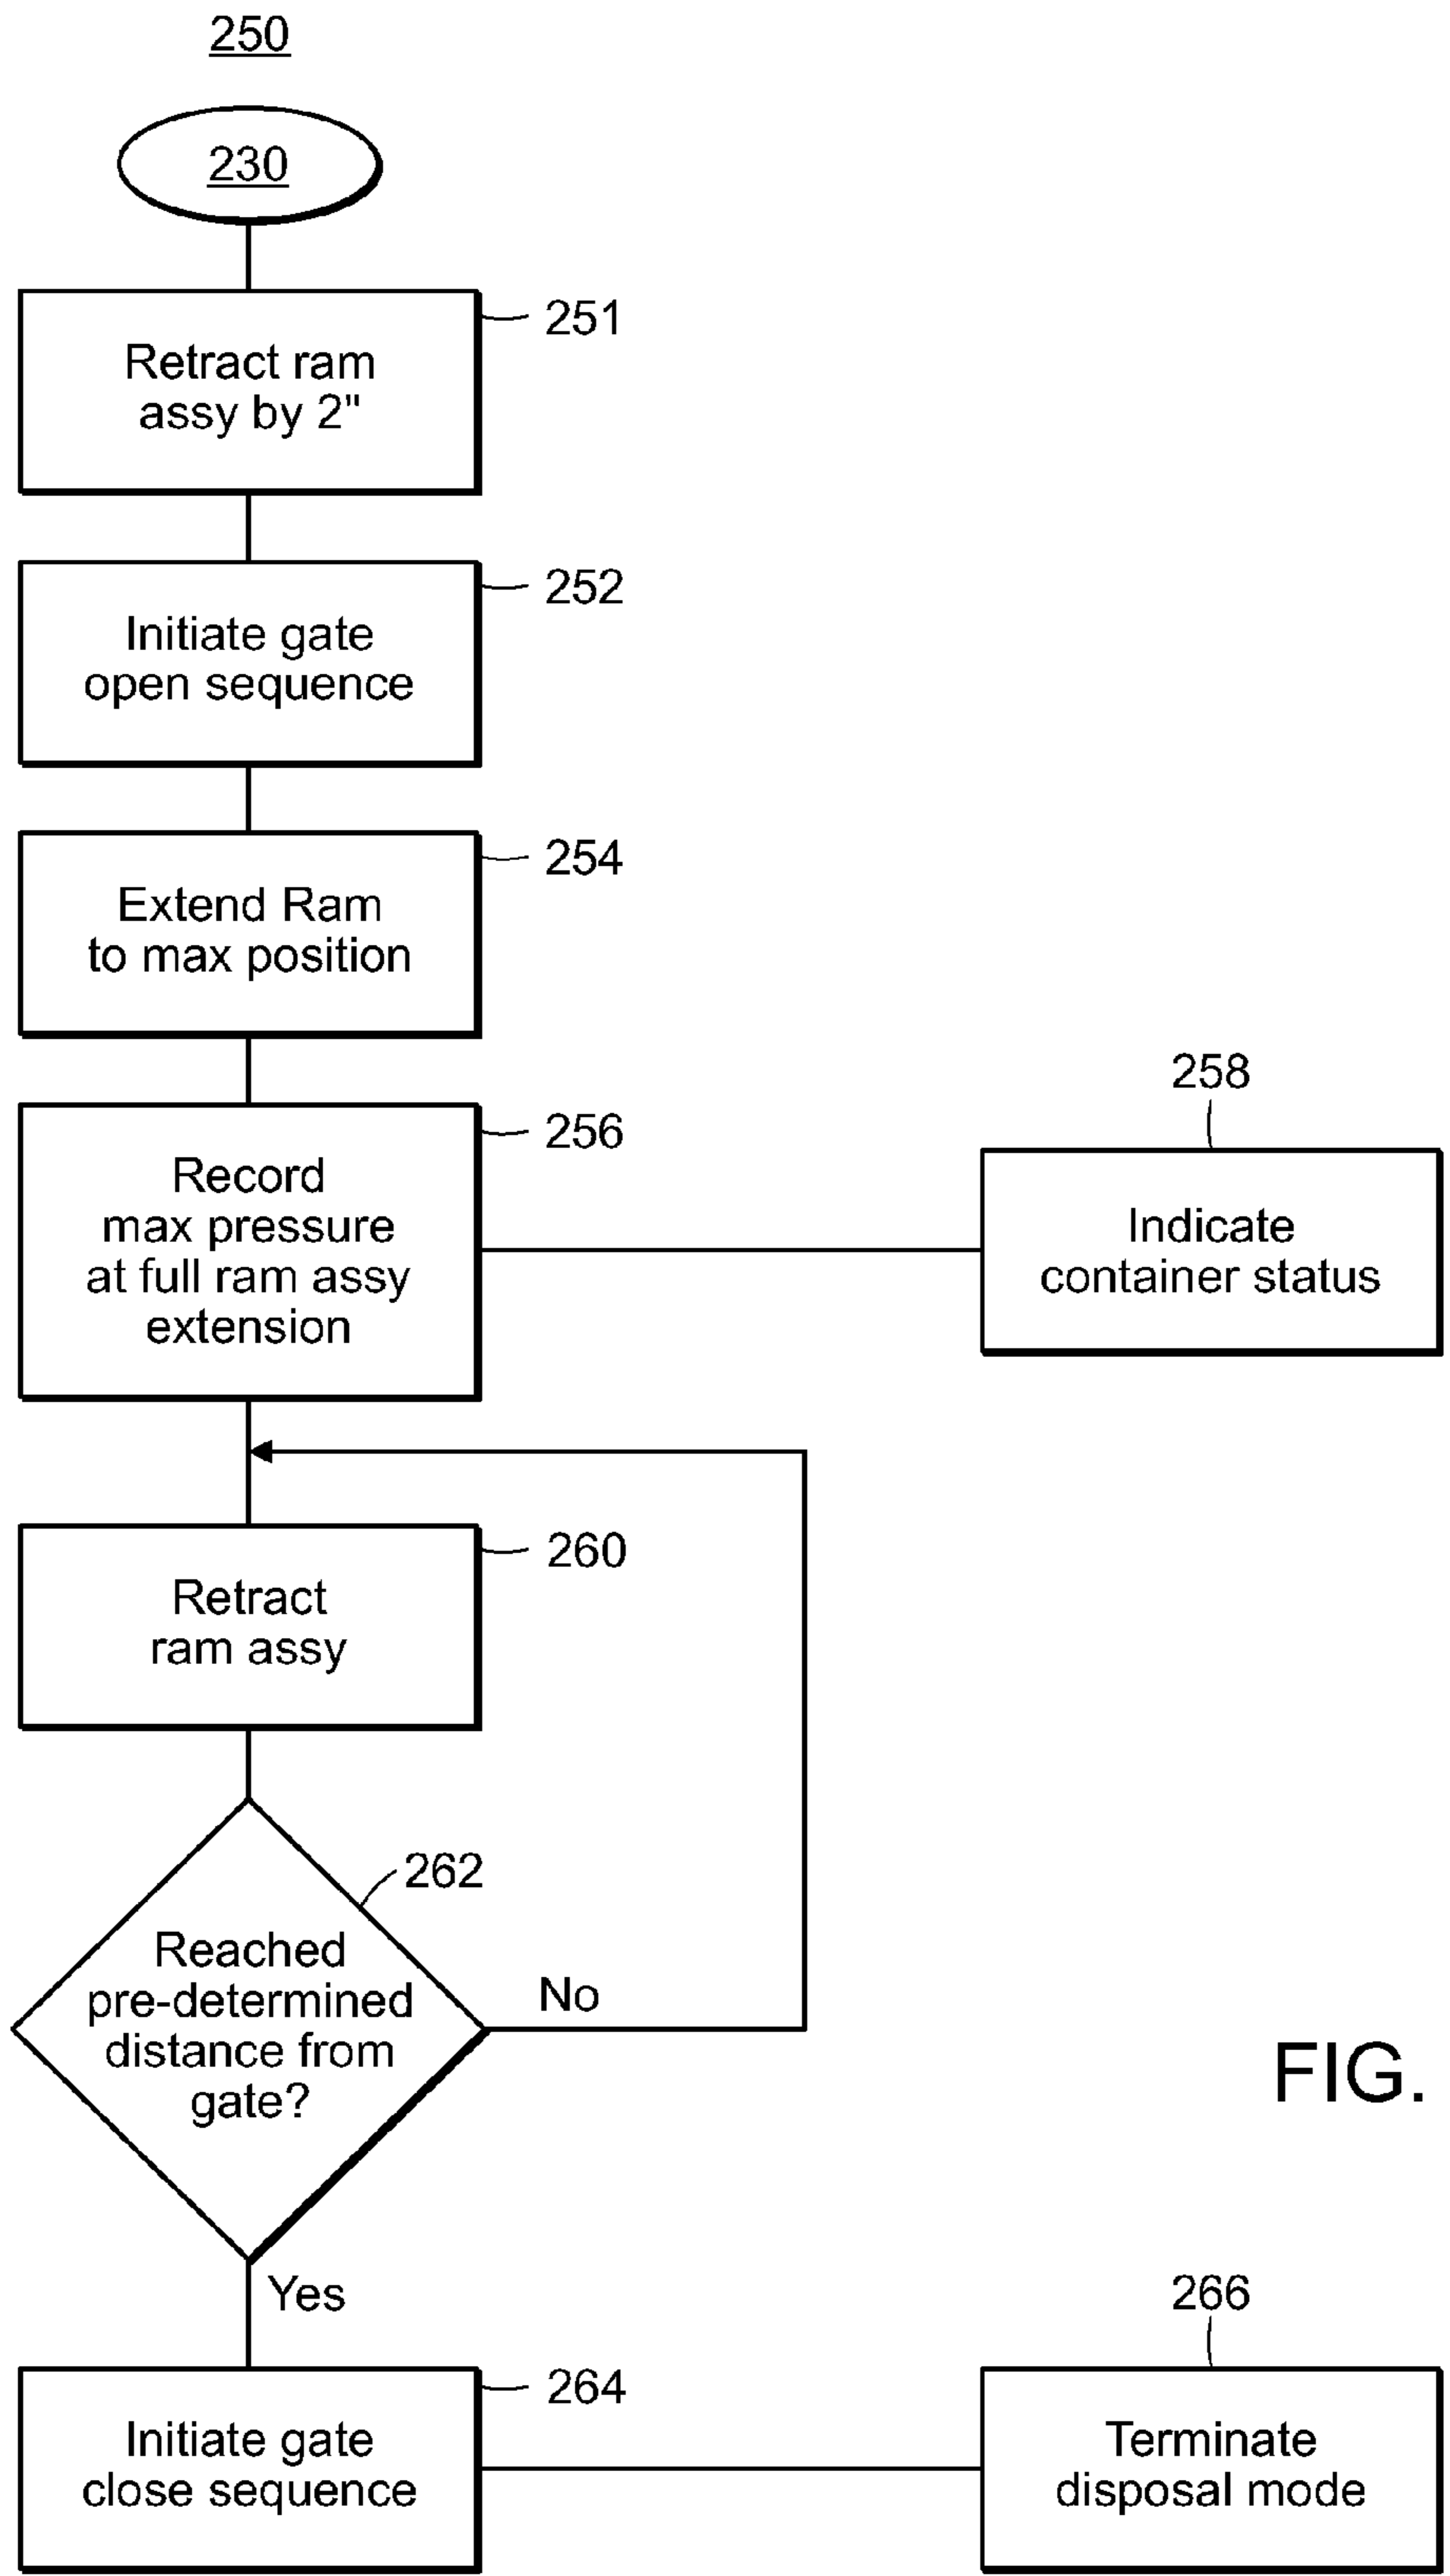 250
230
251
Retract ram
assy by 2"
252
Initiate gate
open sequence
254
Extend Ram
to max position
256
Record
max pressure
at full ram assy
extension
258
Indicate
container status
260
Retract
ram assy
262
Reached
pre-determined
distance from
gate?
No
FIG.
Yes
264
Initiate gate
close sequence
266
Terminate
disposal mode